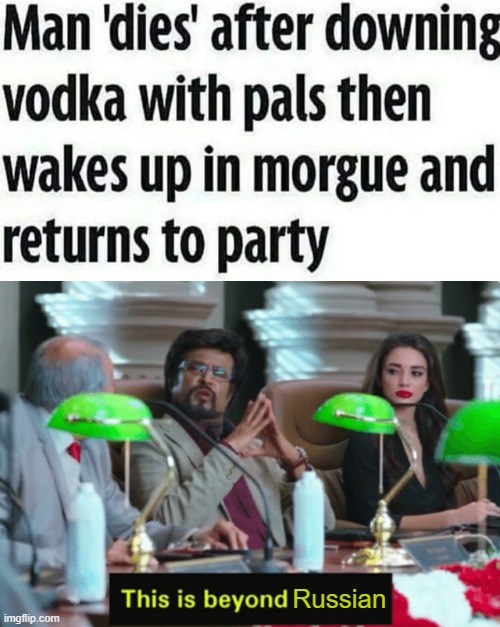 Man 'dies' after downing
vodka with pals then
wakes up in morgue and
returns to party
This is beyond Russian
imgflip.com